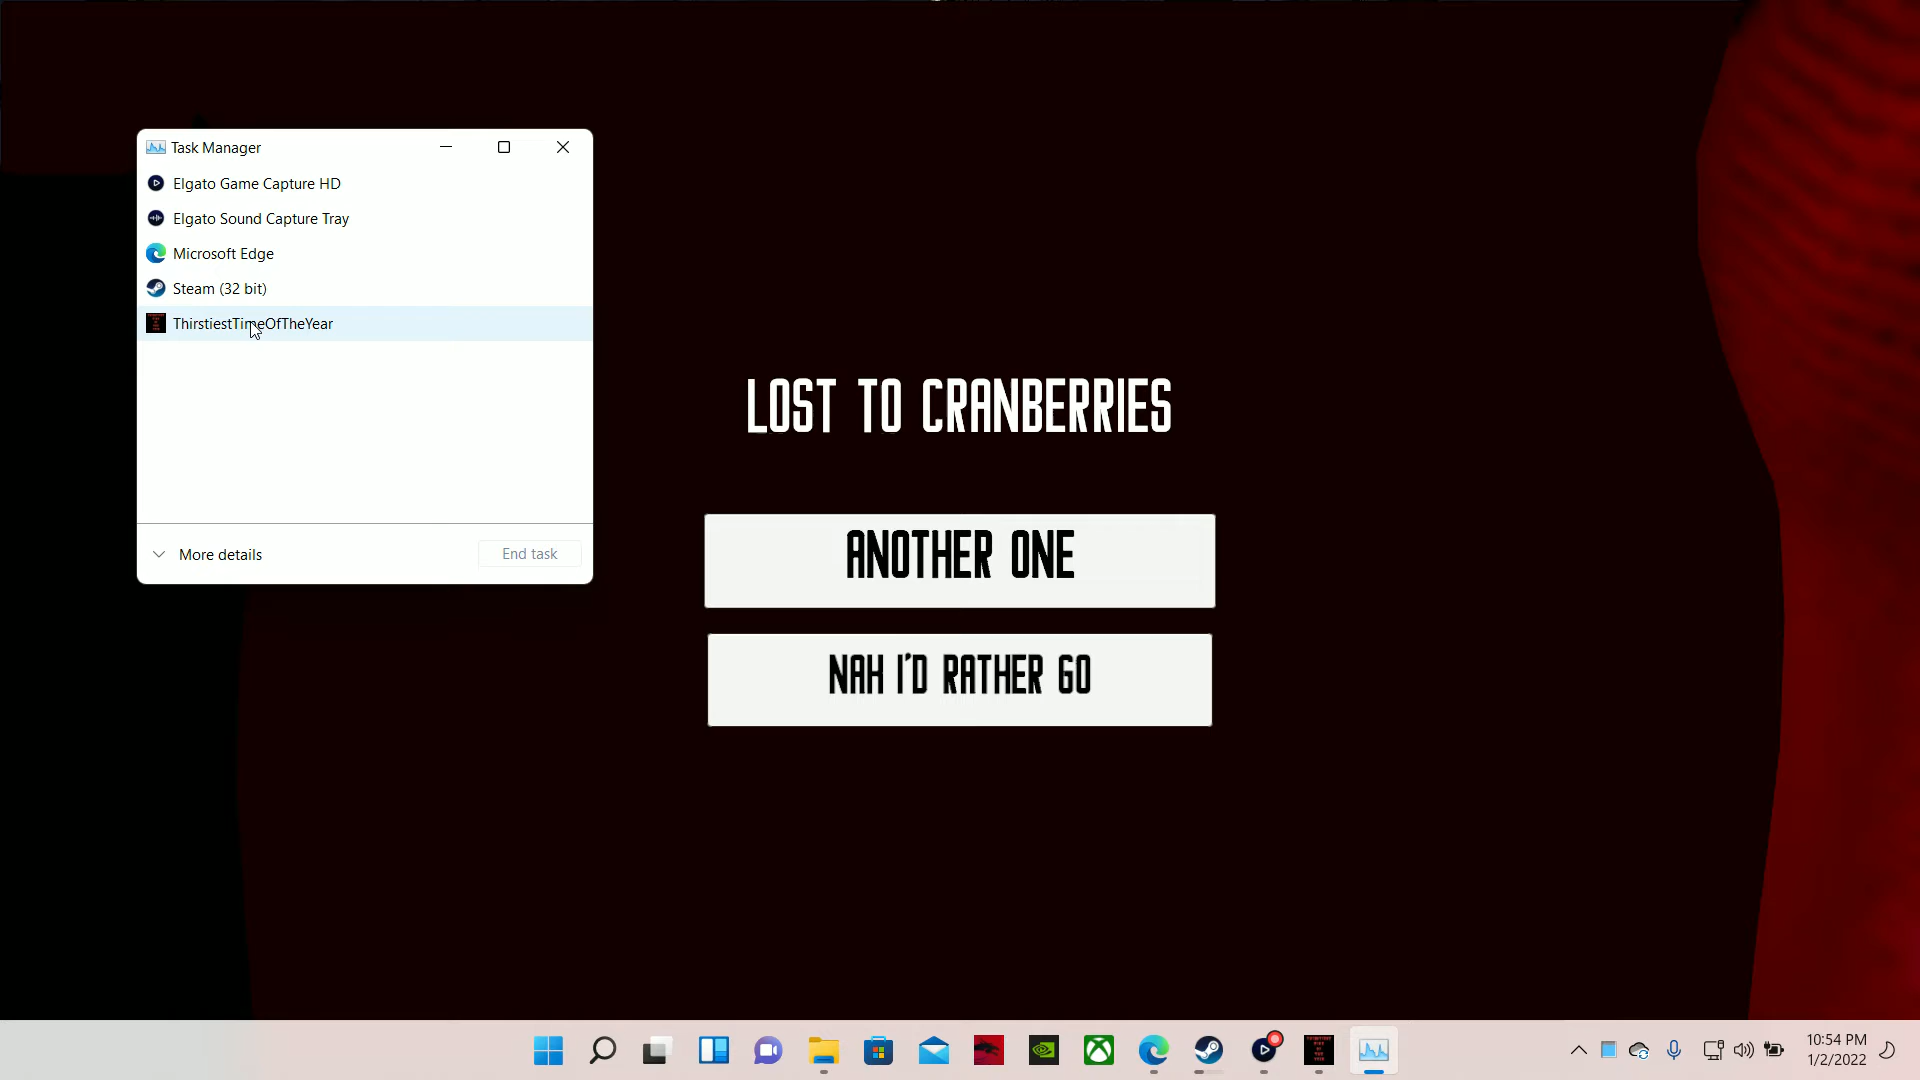 Task Manager
Elgato Game Capture HD
Elgato Sound Capture Tray
Microsoft Edge
Steam (32 bit)
ThirstiestTimeOfTheYear
More details
End task
LOST TO CRANBERRIES
ANOTHER ONE
NAH I'D RATHER GO
10:54 PM
1/2/2022